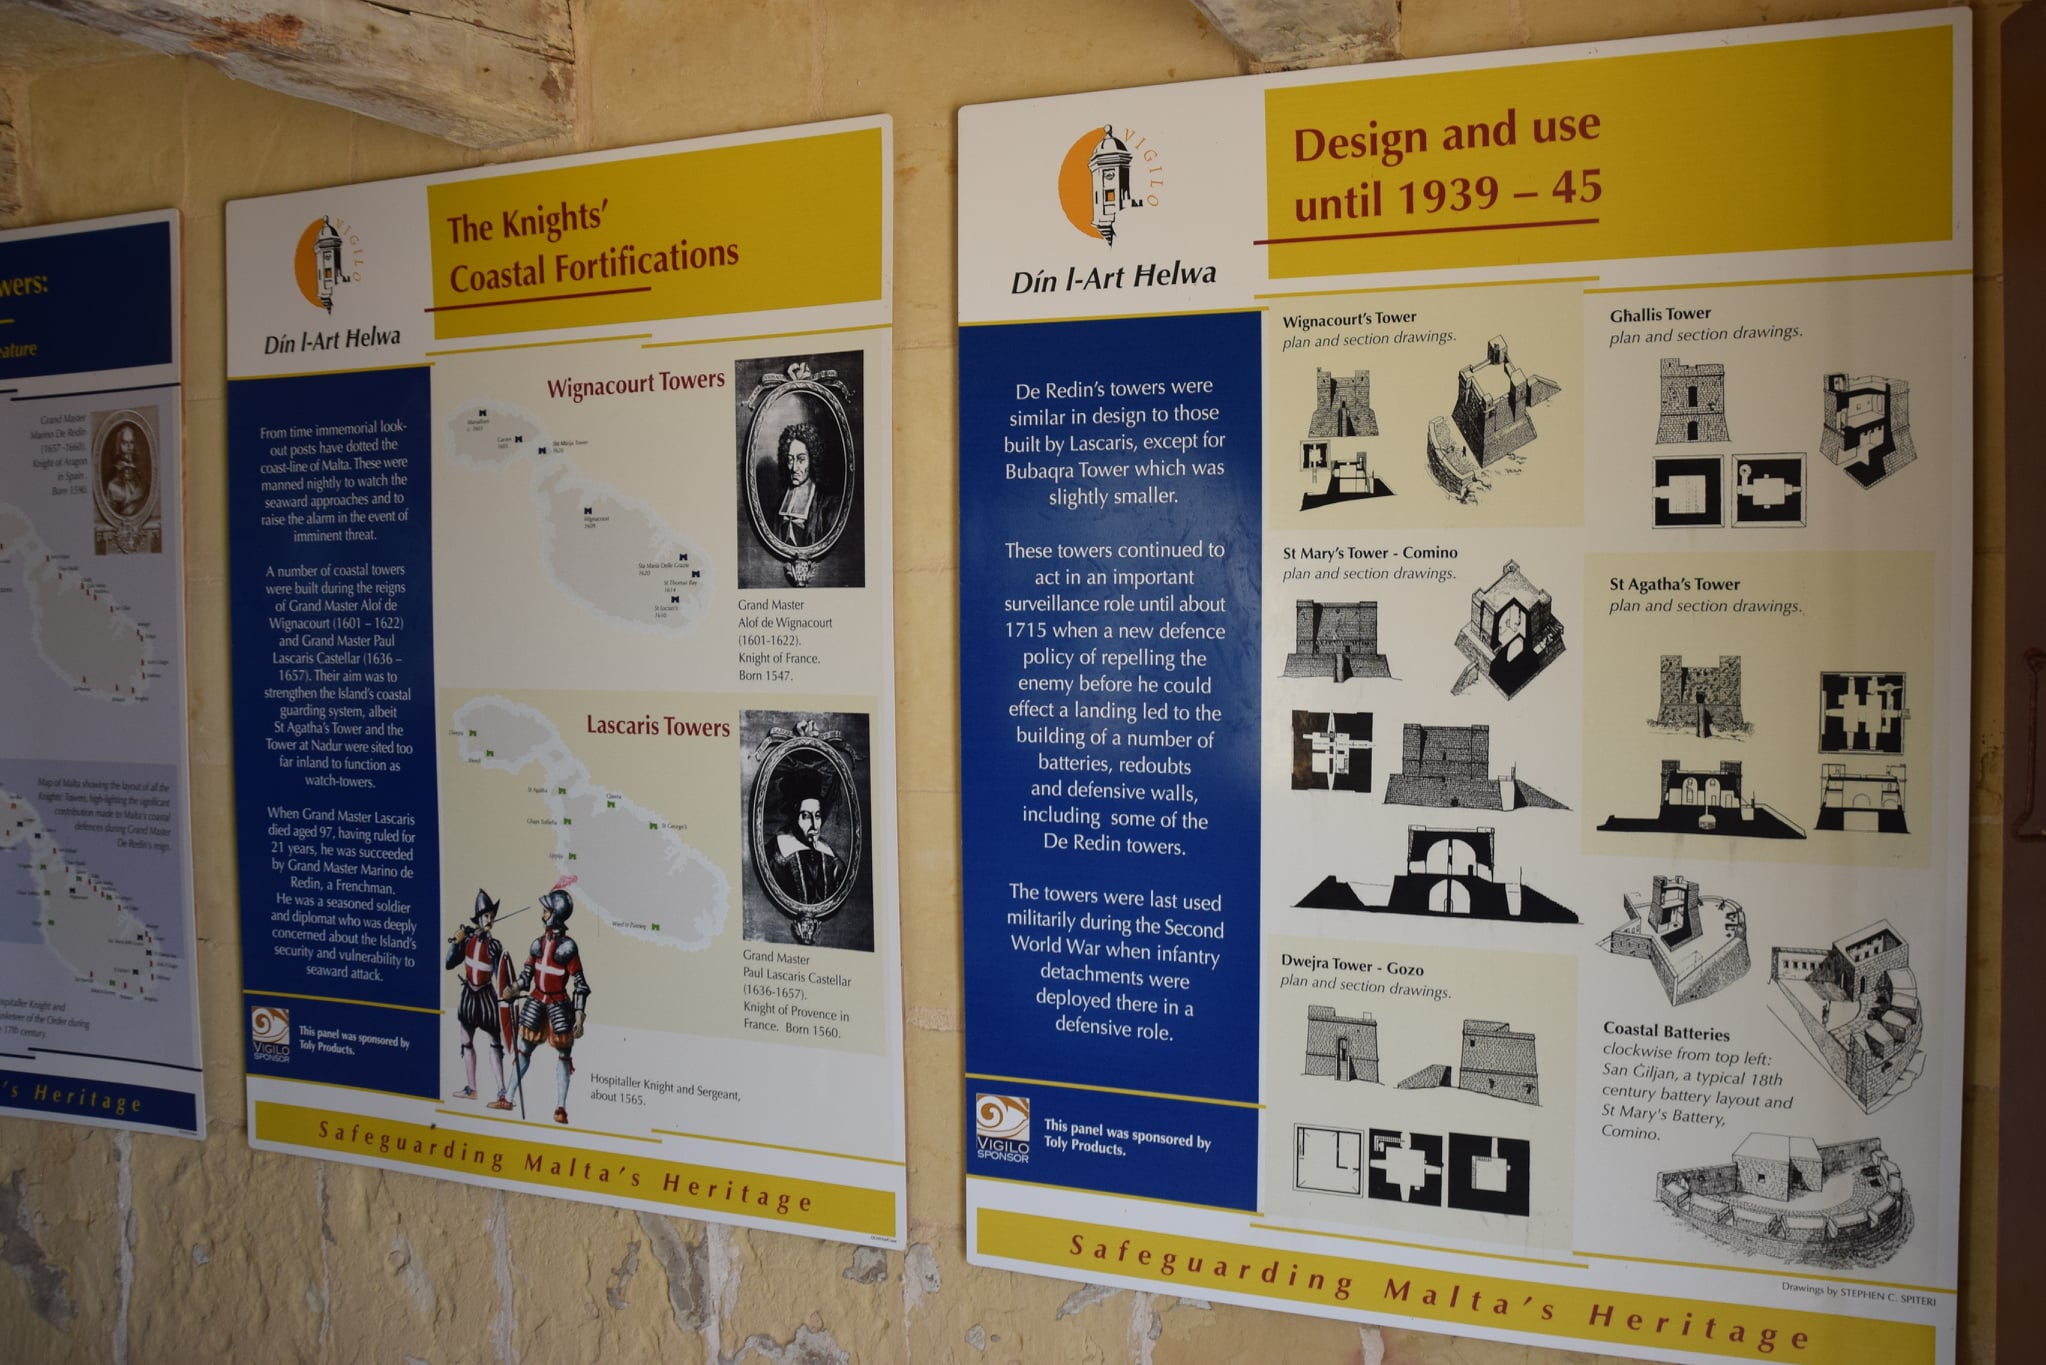 wers:
eature
Grand Master
Marino De Redin
(1657 -1660).
Knight of Aragon
in Spain.
Born 1590.
Map of Malta showing the layout of all the
Knights' Towers, high-lighting the significant
contribution made to Malta's coastal
defences during Grand Master
De Redin's reign.
spitaller Knight and
usketeer of the Order during
17th century.
's Heritage
VIGILO
Dín l-Art Ħelwa
The Knights'
Coastal Fortifications
From time immemorial look-
out posts have dotted the
coast-line of Malta. These were
manned nightly to watch the
seaward approaches and to
raise the alarm in the event of
imminent threat.
A number of coastal towers
were built during the reigns
of Grand Master Alof de
Wignacourt (1601 – 1622)
and Grand Master Paul
Lascaris Castellar (1636 –
1657). Their aim was to
strengthen the Island's coastal
guarding system, albeit
St Agatha's Tower and the
Tower at Nadur were sited too
far inland to function as
watch-towers.
When Grand Master Lascaris
died aged 97, having ruled for
21 years, he was succeeded
by Grand Master Marino de
Redin, a Frenchman.
He was a seasoned soldier
and diplomat who was deeply
concerned about the Island's
security and vulnerability to
seaward attack.
VIGILO
SPONSOR
This panel was sponsored by
Toly Products.
Wignacourt Towers
Sta Marija Tower
Wignacourt
1609
Sta Maria Delle Grazie
1620
St Thomas Bay
1614
St Lucian's
1610
Grand Master
Alof de Wignacourt
(1601-1622).
Knight of France.
Born 1547.
Lascaris Towers
St Agatha
St George's
Wied iz-Zurrieq
Grand Master
Paul Lascaris Castellar
(1636-1657).
Knight of Provence in
France. Born 1560.
Hospitaller Knight and Sergeant,
about 1565.
Safeguarding Malta's Heritage
VIGILO
Dín l-Art Ħelwa
Design and use
until 1939 – 45
De Redin's towers were
similar in design to those
built by Lascaris, except for
Bubaqra Tower which was
slightly smaller.
These towers continued to
act in an important
surveillance role until about
1715 when a new defence
policy of repelling the
enemy before he could
effect a landing led to the
building of a number of
batteries, redoubts
and defensive walls,
including some of the
De Redin towers.
The towers were last used
militarily during the Second
World War when infantry
detachments were
deployed there in a
defensive role.
VIGILO
SPONSOR
This panel was sponsored by
Toly Products.
Wignacourt's Tower
plan and section drawings.
St Mary's Tower - Comino
plan and section drawings.
Dwejra Tower - Gozo
plan and section drawings.
Ghallis Tower
plan and section drawings.
St Agatha's Tower
plan and section drawings.
Coastal Batteries
clockwise from top left:
San Ġiljan, a typical 18th
century battery layout and
St Mary's Battery,
Comino.
Drawings by STEPHEN C. SPITERI
Safeguarding Malta's Heritage